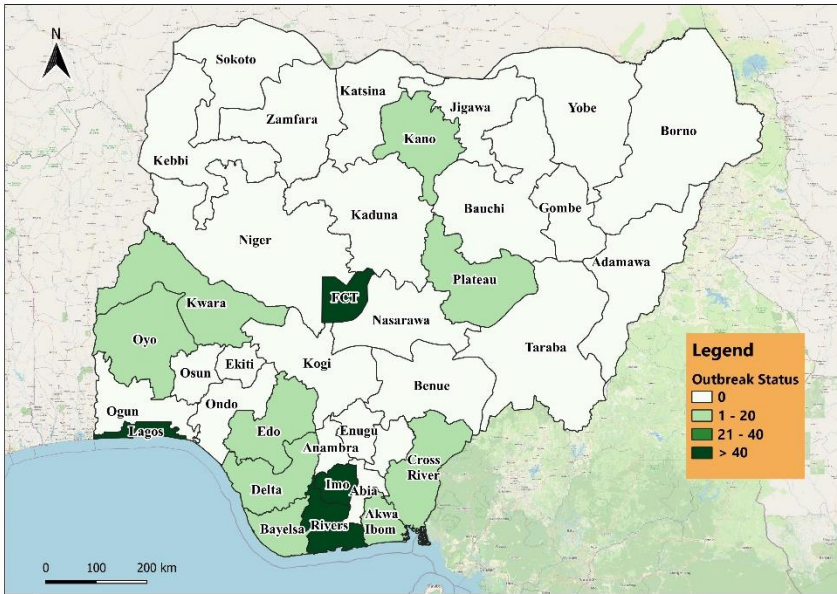 N
Sokoto
Katsina
Jigawa
Yobe
Zamfara
Kano
Borno
Kebbi
Kaduna
Bauchi
Gombe
Niger
Adamawa
Plateau
FCT
Kwara
Nasarawa
Oyo
Taraba
Osun
Ekiti
Kogi
Benue
Ogun
Ondo
Lagos
Edo
Enugu
Anambra
Cross
River
Imo
Abia
Delta
Akwa
Ibom
Bayelsa
Rivers
Legend
Outbreak Status
0
1 - 20
21 - 40
> 40
0 100 200 km